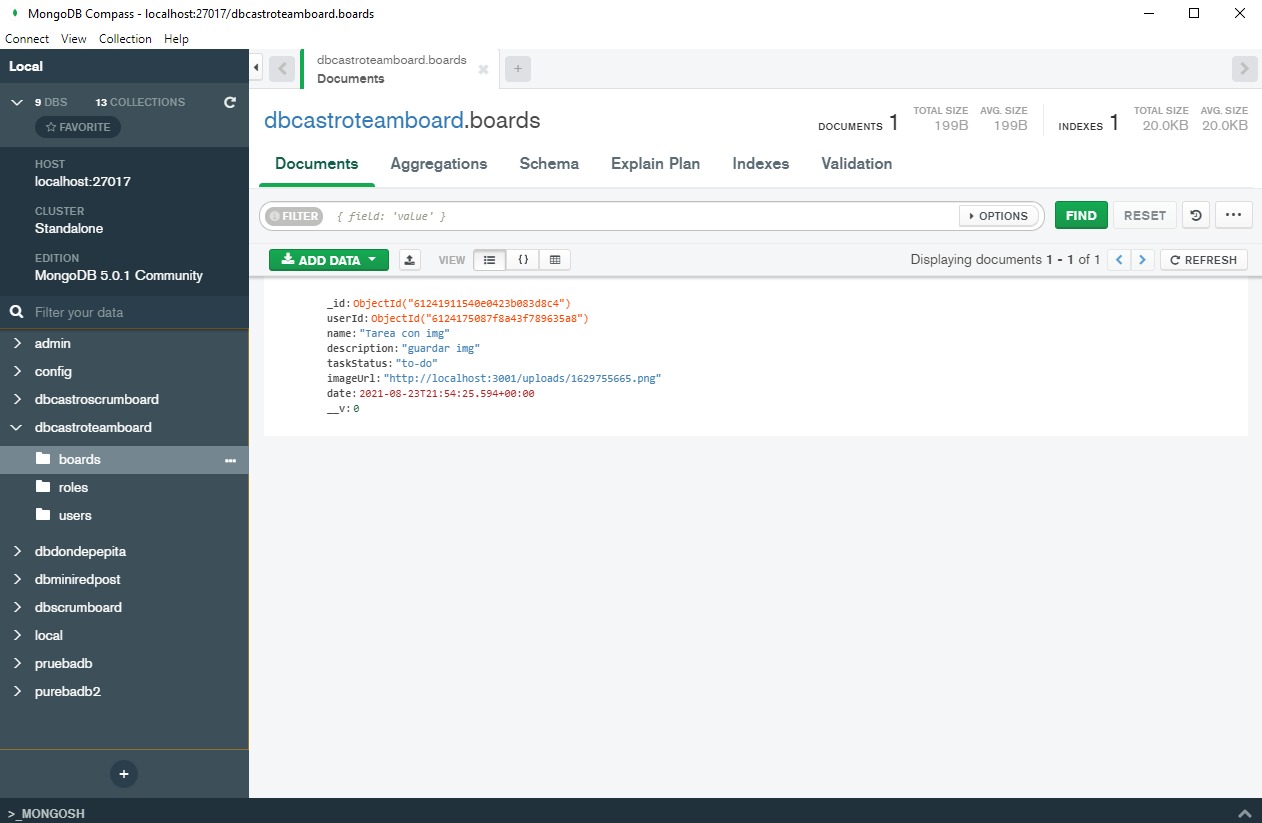 MongoDB Compass - localhost:27017/dbcastroteamboard.boards
Connect View Collection Help
Local
9 DBS 13 COLLECTIONS
FAVORITE
HOST
localhost:27017
CLUSTER
Standalone
EDITION
MongoDB 5.0.1 Community
Filter your data
admin
config
dbcastroscrumboard
dbcastroteamboard
boards
roles
users
dbdondepepita
dbminiredpost
dbscrumboard
local
pruebadb
purebadb2
>_MONGOSH
dbcastroteamboard.boards
Documents
dbcastroteamboard.boards
DOCUMENTS 1 TOTAL SIZE 199B AVG. SIZE 199B INDEXES 1 TOTAL SIZE 20.0KB AVG. SIZE 20.0KB
Documents Aggregations Schema Explain Plan Indexes Validation
FILTER { field: 'value' } OPTIONS FIND RESET
ADD DATA VIEW {} Displaying documents 1 - 1 of 1 REFRESH
_id: ObjectId("61241911540e0423b083d8c4")
userId: ObjectId("6124175087f8a43f789635a8")
name: "Tarea con img"
description: "guardar img"
taskStatus: "to-do"
imageUrl: "http://localhost:3001/uploads/1629755665.png"
date: 2021-08-23T21:54:25.594+00:00
__v: 0